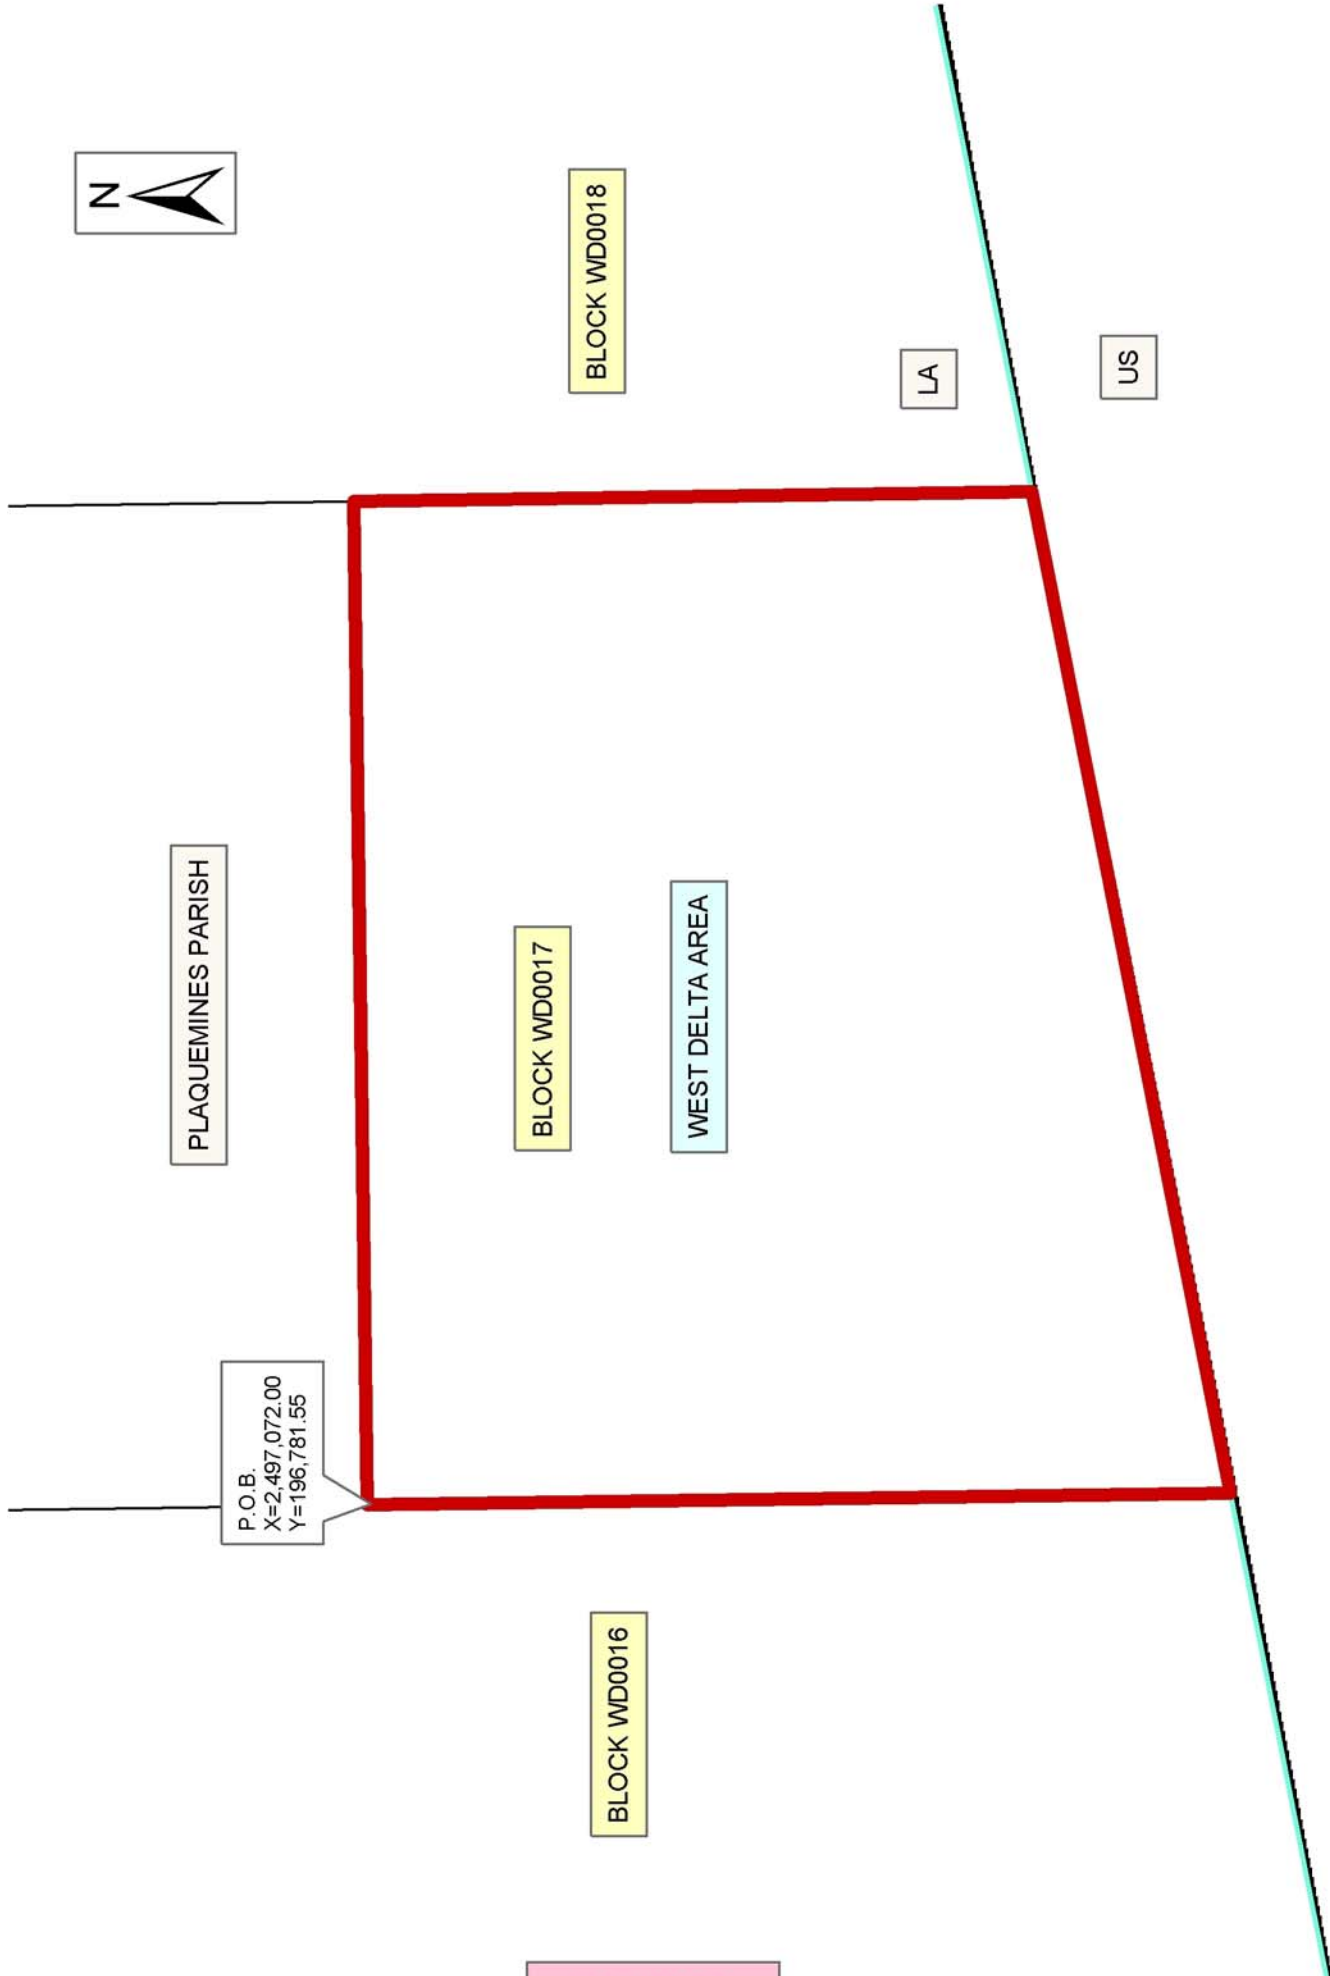 N
PLAQUEMINES PARISH
P.O.B.
X=2,497,072.00
Y=196,781.55
BLOCK WD0016
BLOCK WD0017
BLOCK WD0018
WEST DELTA AREA
LA
US